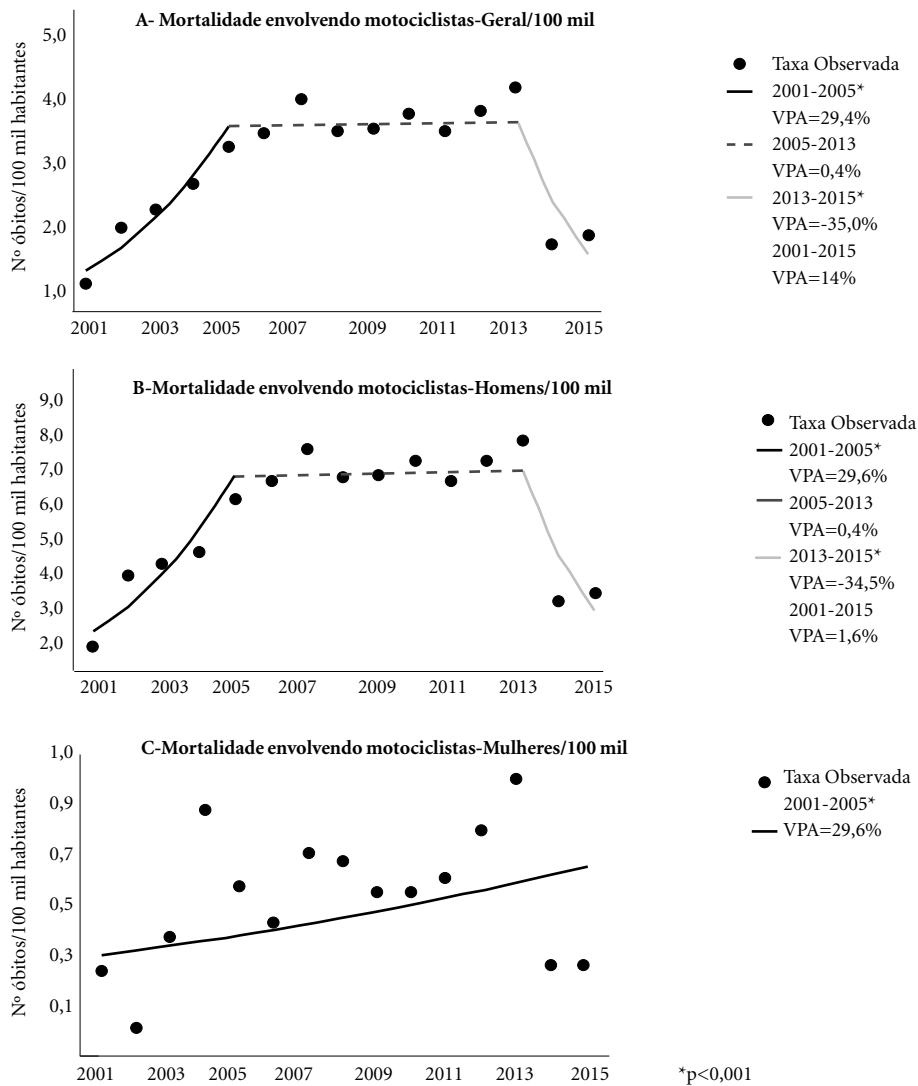 A- Mortalidade envolvendo motociclistas-Geral/100 mil
Nº óbitos/100 mil habitantes
5,0
4,0
3,0
2,0
1,0
2001 2003 2005 2007 2009 2011 2013 2015
Taxa Observada
2001-2005*
VPA=29,4%
2005-2013
VPA=0,4%
2013-2015*
VPA=-35,0%
2001-2015
VPA=14%
B-Mortalidade envolvendo motociclistas-Homens/100 mil
Nº óbitos/100 mil habitantes
9,0
8,0
7,0
6,0
5,0
4,0
3,0
2,0
2001 2003 2005 2007 2009 2011 2013 2015
Taxa Observada
2001-2005*
VPA=29,6%
2005-2013
VPA=0,4%
2013-2015*
VPA=-34,5%
2001-2015
VPA=1,6%
C-Mortalidade envolvendo motociclistas-Mulheres/100 mil
Nº óbitos/100 mil habitantes
1,0
0,9
0,7
0,5
0,3
0,1
2001 2003 2005 2007 2009 2011 2013 2015
Taxa Observada
2001-2005*
VPA=29,6%
*p<0,001